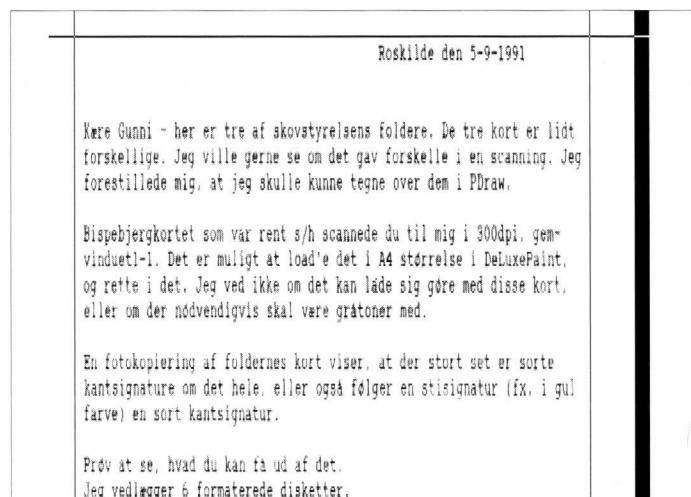 Roskilde den 5-9-1991
Kære Gunni - her er tre af skovstyrelsens foldere. De tre kort er lidt
forskellige. Jeg ville gerne se om det gav forskelle i en scanning. Jeg
forestillede mig, at jeg skulle kunne tegne over dem i PDraw.
Bispebjergkortet som var rent s/h scannede du til mig i 300dpi, gem-
vinduet1-1. Det er muligt at load'e det i A4 størrelse i DeLuxePaint,
og rette i det. Jeg ved ikke om det kan lade sig gøre med disse kort,
eller om der nødvendigvis skal være gråtoner med.
En fotokopiering af foldernes kort viser, at der stort set er sorte
kantsignature om det hele, eller også følger en stisignatur (fx. i gul
farve) en sort kantsignatur.
Prøv at se, hvad du kan få ud af det.
Jeg vedlægger 6 formaterede disketter.